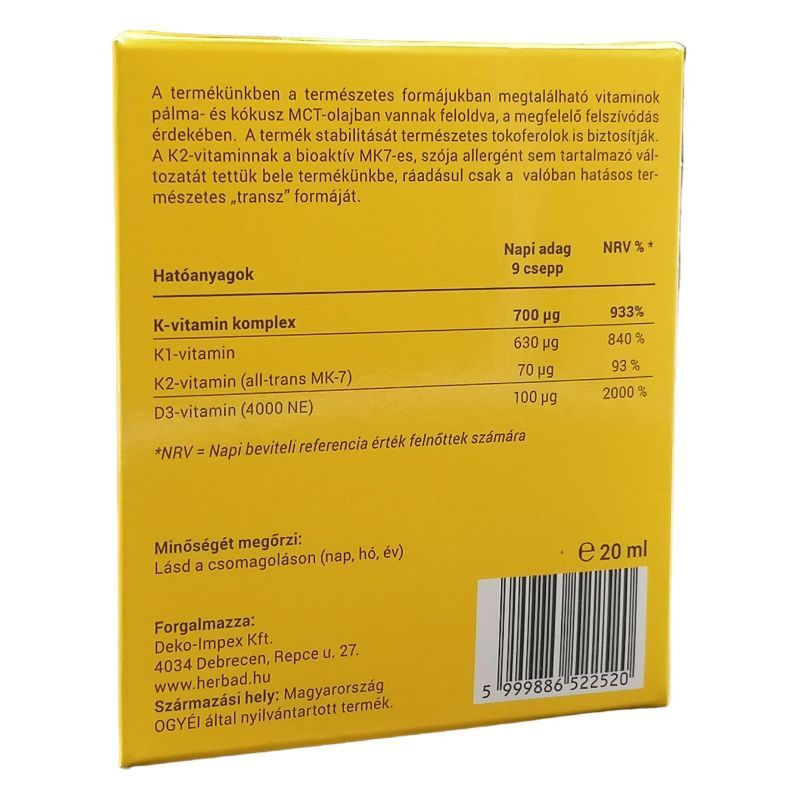 A termékünkben a természetes formájukban megtalálható vitaminok
pálma- és kókusz MCT-olajban vannak feloldva, a megfelelő felszívódás
érdekében. A termék stabilitását természetes tokoferolok is biztosítják.
A K2-vitaminnak a bioaktív MK7-es, szója allergént sem tartalmazó vál-
tozatát tettük bele termékünkbe, ráadásul csak a valóban hatásos ter-
mészetes „transz” formáját.
Hatóanyagok Napi adag 9 csepp NRV % *
K-vitamin komplex 700 µg 933%
K1-vitamin 630 µg 840 %
K2-vitamin (all-trans MK-7) 70 µg 93 %
D3-vitamin (4000 NE) 100 µg 2000 %
*NRV = Napi beviteli referencia érték felnőttek számára
Minőségét megőrzi:
Lásd a csomagoláson (nap, hó, év)
℮ 20 ml
Forgalmazza:
Deko-Impex Kft.
4034 Debrecen, Repce u. 27.
www.herbad.hu
Származási hely: Magyarország
OGYÉI által nyilvántartott termék.
5 999886 522520